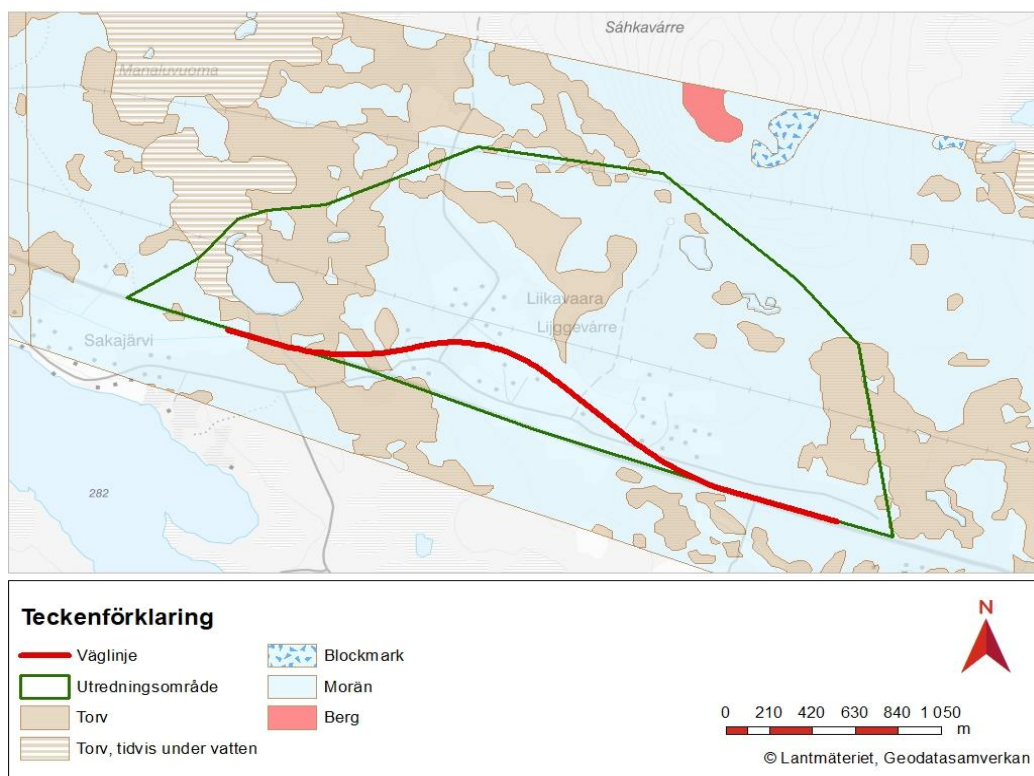 Sáhkavárre
Manaluvuoma
Liikavaara
Lijggevárre
Sakajärvi
282
Teckenförklaring
Väglinje
Utredningsområde
Torv
Torv, tidvis under vatten
Blockmark
Morän
Berg
N
0 210 420 630 840 1 050
m
© Lantmäteriet, Geodatasamverkan